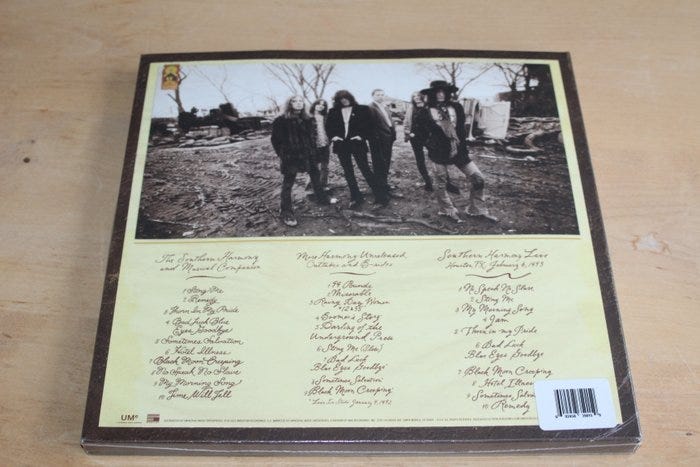 The Southern Harmony
and Musical Companion
1 Sting Me
2 Remedy
3 Thorn In My Pride
4 Bad Luck Blue
Eyes Goodbye
5 Sometimes Salvation
6 Hotel Illness
7 Black Moon Creeping
8 No Speak No Slave
9 My Morning Song
10 Time Will Tell
More Harmony Unreleased
Outtakes and B-sides
1 99 Pounds
2 Miserable
3 Rainy Day Women
#12 & 35
4 Boomer's Story
5 Darling of the
Underground Press
6 Sting Me (Slow)
7 Bad Luck
Blue Eyes Goodbye*
8 Sometimes Salvation*
9 Black Moon Creeping*
Southern Harmony Live
Houston, TX, February 6, 1993
1 No Speak No Slave
2 Sting Me
3 My Morning Song
4 Jam
5 Thorn in my Pride
6 Bad Luck
Blue Eyes Goodbye
7 Black Moon Creeping
8 Hotel Illness
9 Sometimes Salv
10 Remedy
UMe